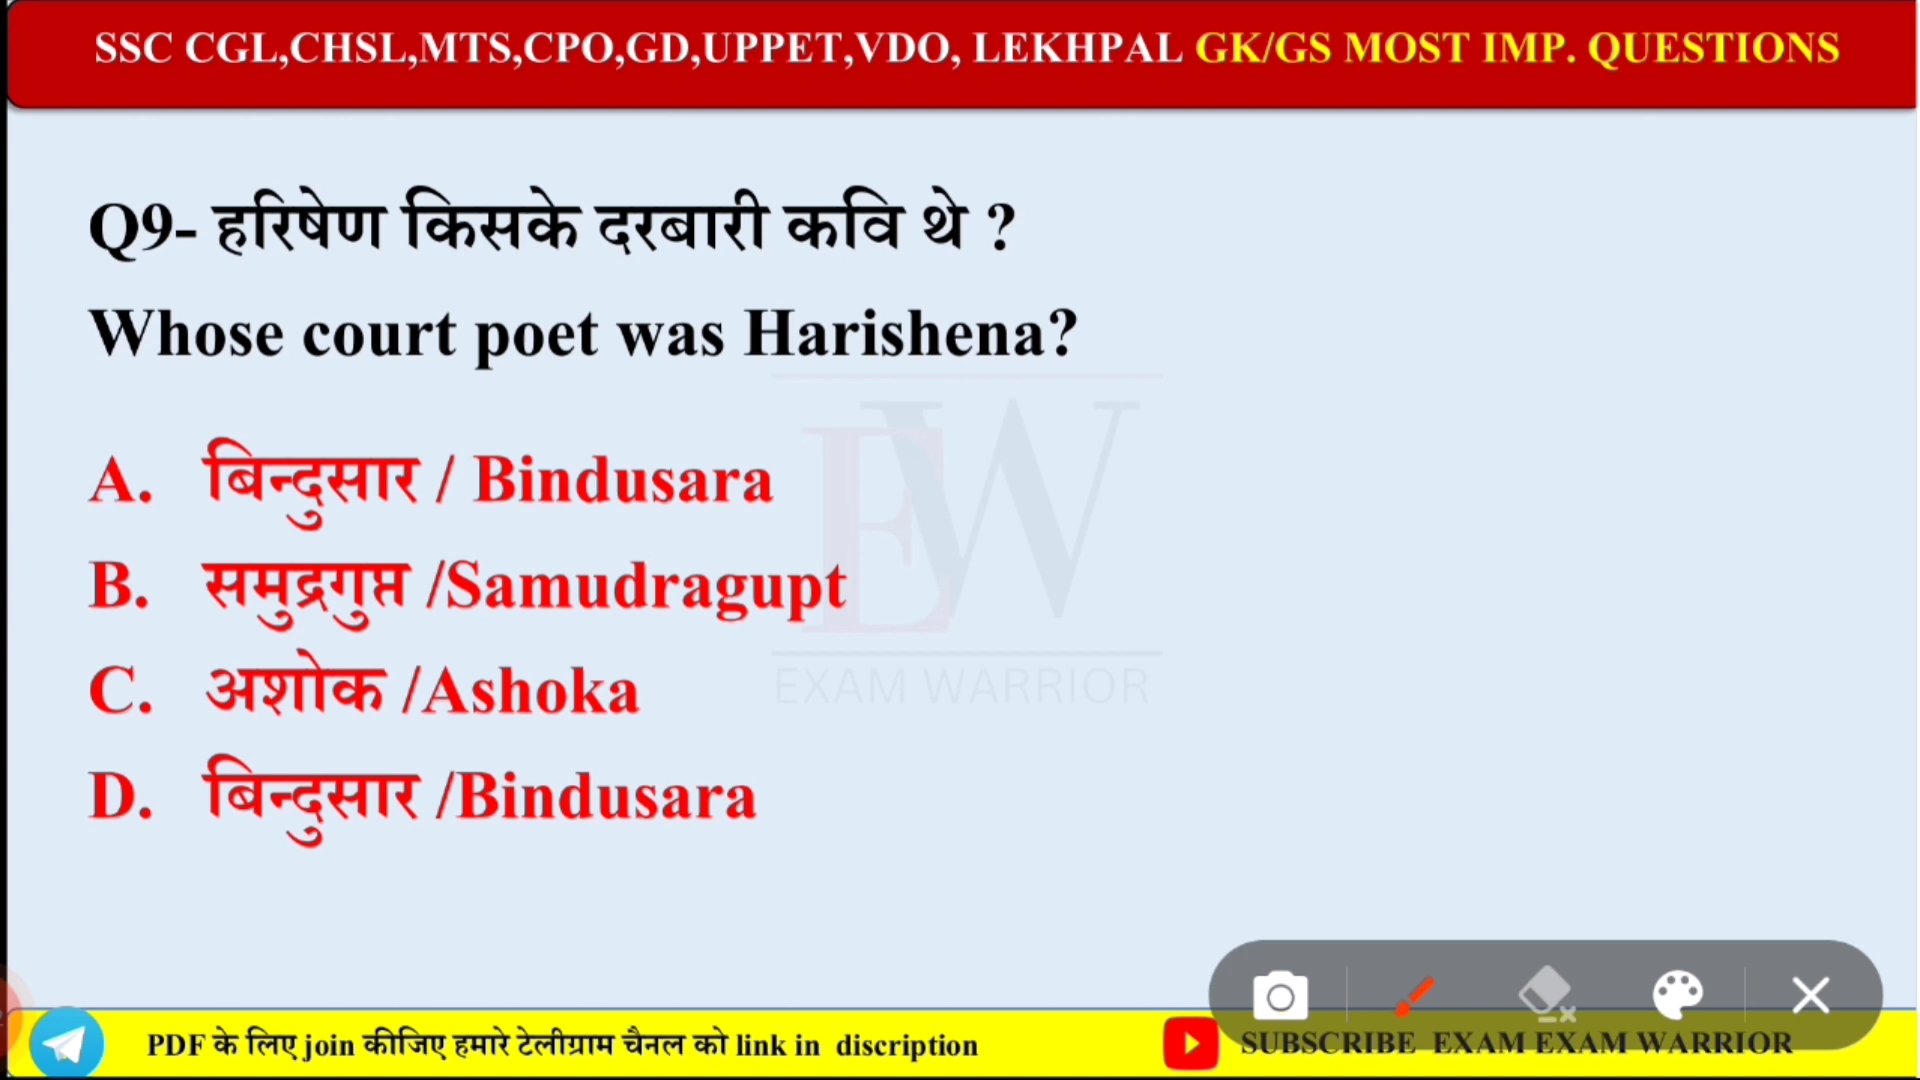 SSC CGL,CHSL,MTS,CPO,GD,UPPET,VDO, LEKHPAL GK/GS MOST IMP. QUESTIONS
Q9- हरिषेण किसके दरबारी कवि थे ?
Whose court poet was Harishena?
A. बिन्दुसार / Bindusara
B. समुद्रगुप्त /Samudragupt
C. अशोक /Ashoka
D. बिन्दुसार /Bindusara
EW
EXAM WARRIOR
PDF के लिए join कीजिए हमारे टेलीग्राम चैनल को link in discription
SUBSCRIBE EXAM EXAM WARRIOR